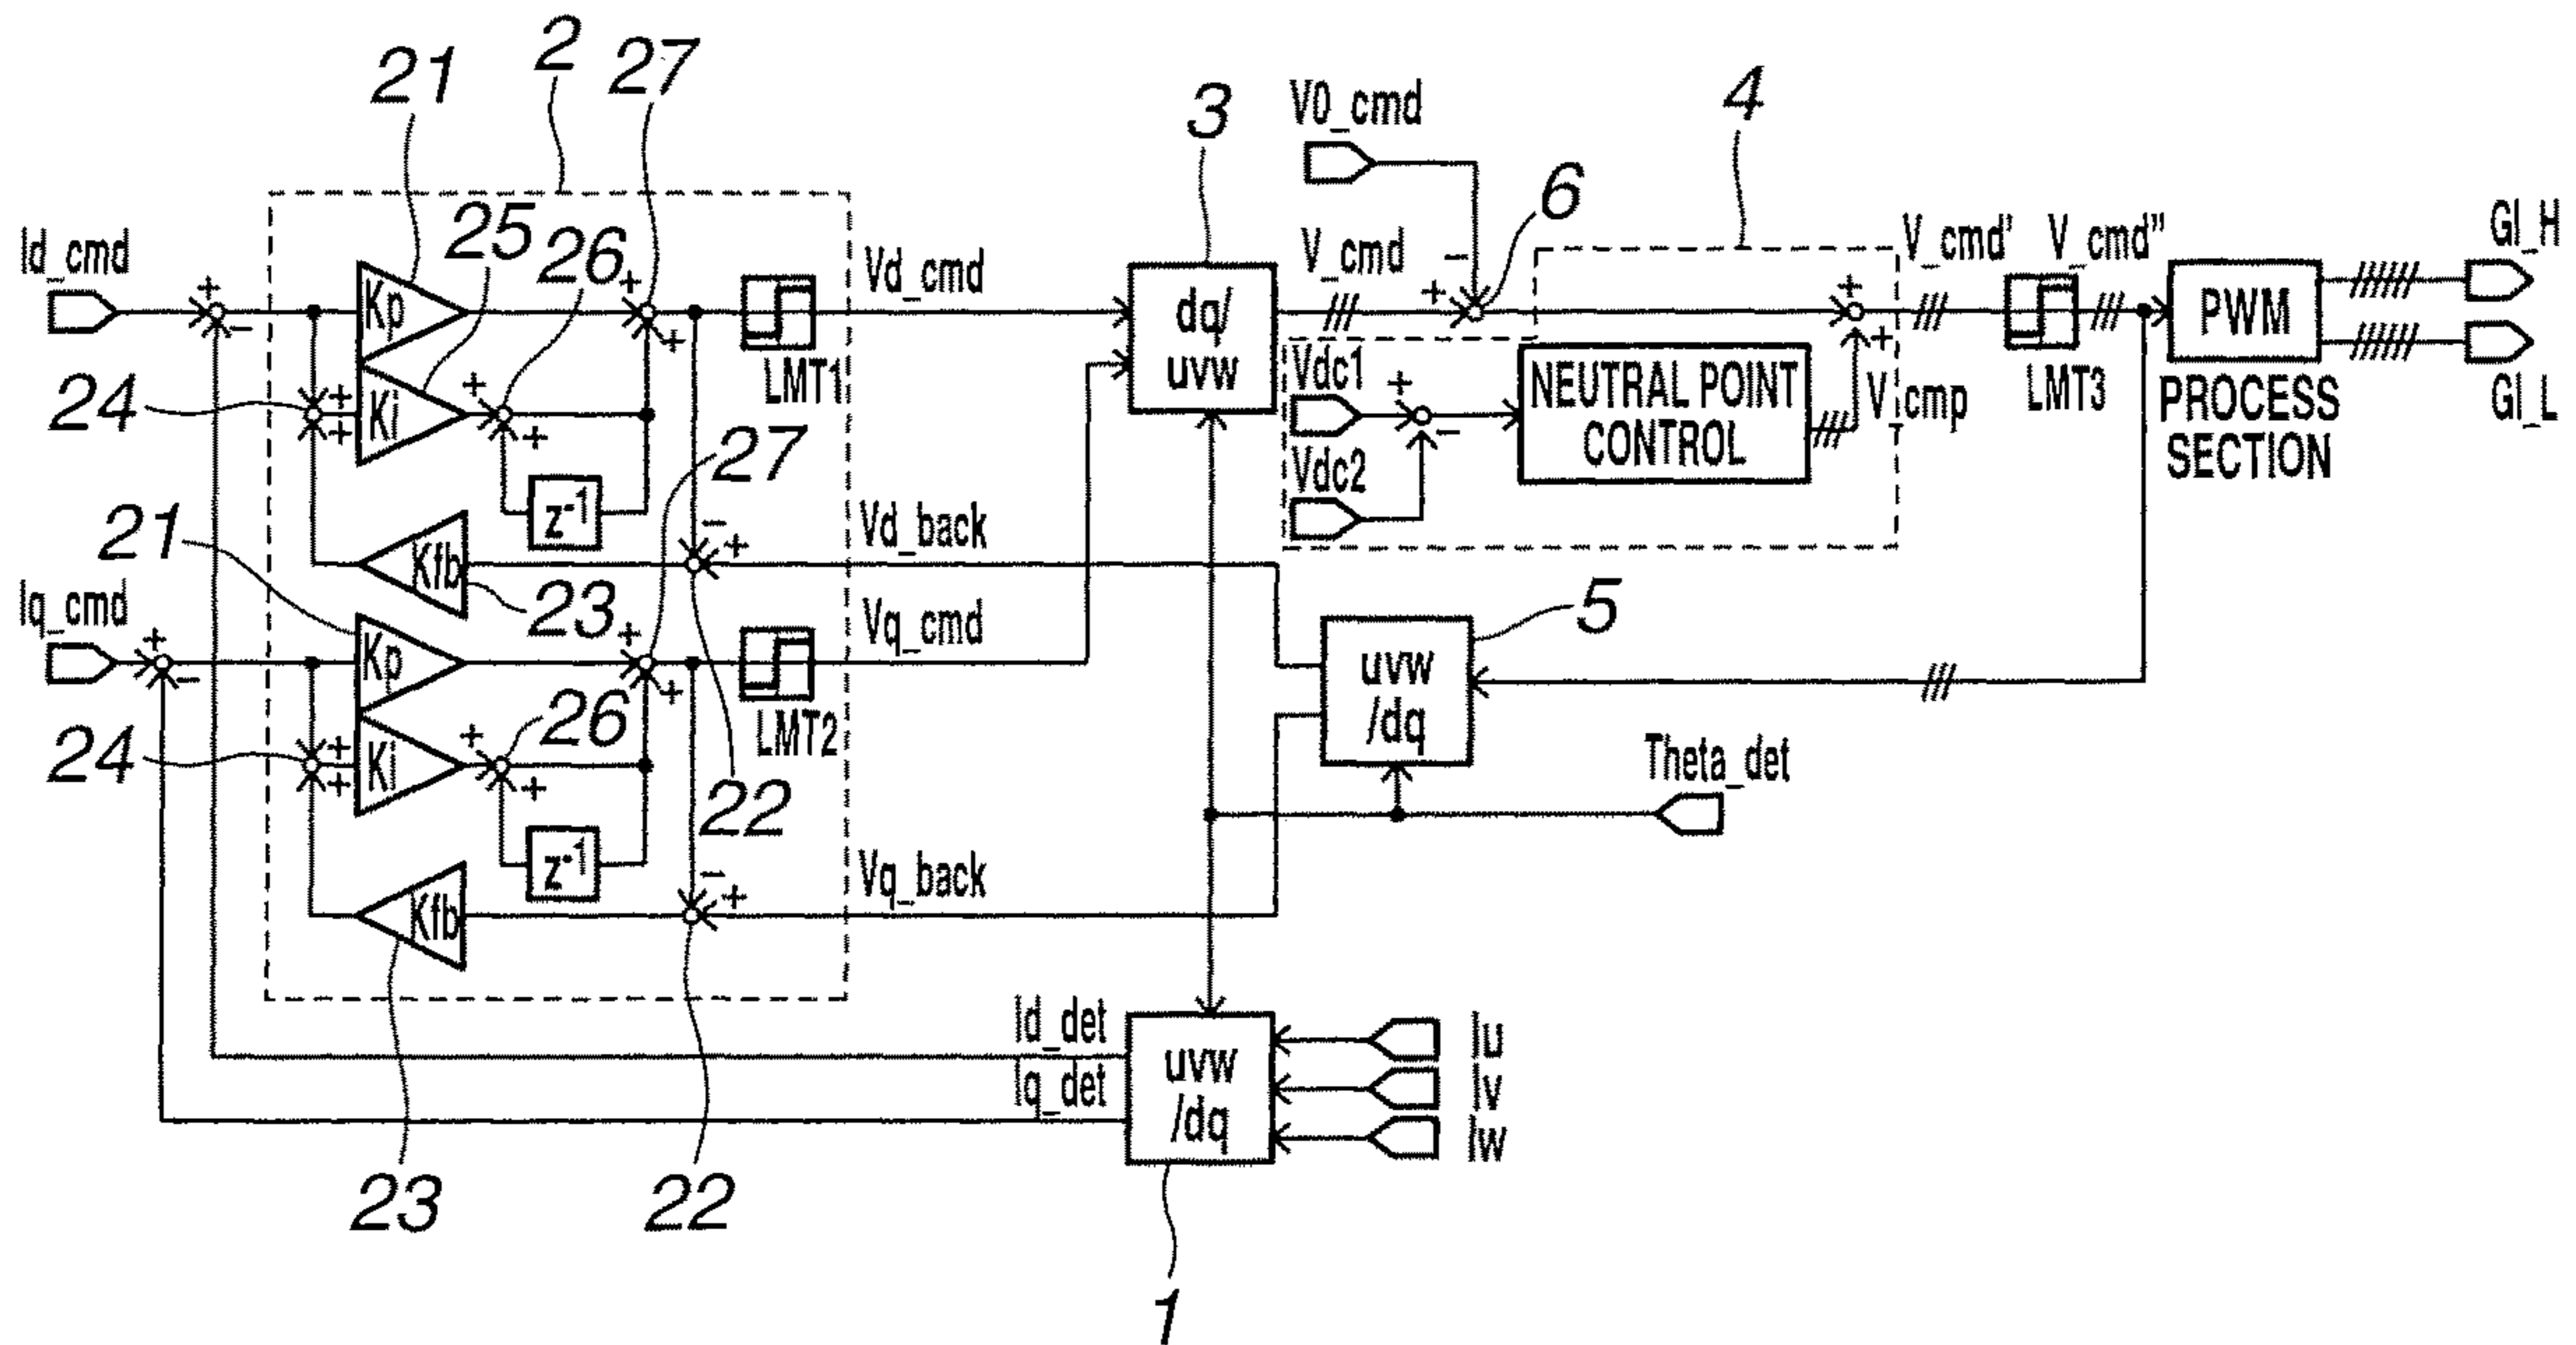 2
27
21
3
V0_cmd
4
25
26
6
Id_cmd
Kp
Vd_cmd
dq/
uvw
V_cmd
V_cmd'
V_cmd"
GI_H
PWM
PROCESS
SECTION
GI_L
LMT1
LMT3
24
Ki
Vdc1
Vdc2
NEUTRAL POINT
CONTROL
V_cmp
27
z-1
21
Kfb
23
Vd_back
Iq_cmd
Kp
Vq_cmd
5
uvw
/dq
LMT2
24
Ki
26
22
Theta_det
z-1
Kfb
Vq_back
Id_det
Iq_det
uvw
/dq
Iu
Iv
Iw
23
22
1